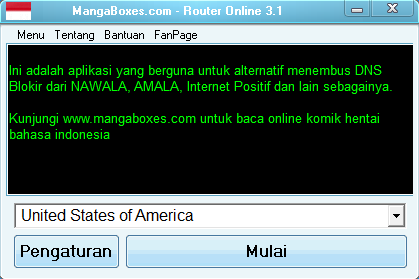 MangaBoxes.com - Router Online 3.1
Menu Tentang Bantuan FanPage
Ini adalah aplikasi yang berguna untuk alternatif menembus DNS
Blokir dari NAWALA, AMALA, Internet Positif dan lain sebagainya.
Kunjungi www.mangaboxes.com untuk baca online komik hentai
bahasa indonesia
United States of America
Pengaturan Mulai